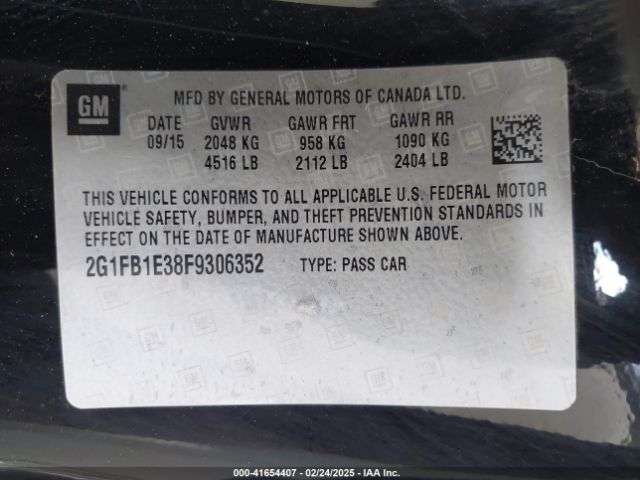 GM
MFD BY GENERAL MOTORS OF CANADA LTD.
DATE GVWR GAWR FRT GAWR RR
09/15 2048 KG 958 KG 1090 KG
4516 LB 2112 LB 2404 LB
THIS VEHICLE CONFORMS TO ALL APPLICABLE U.S. FEDERAL MOTOR
VEHICLE SAFETY, BUMPER, AND THEFT PREVENTION STANDARDS IN
EFFECT ON THE DATE OF MANUFACTURE SHOWN ABOVE.
2G1FB1E38F9306352 TYPE: PASS CAR
000-41654407 - 02/24/2025 - IAA Inc.